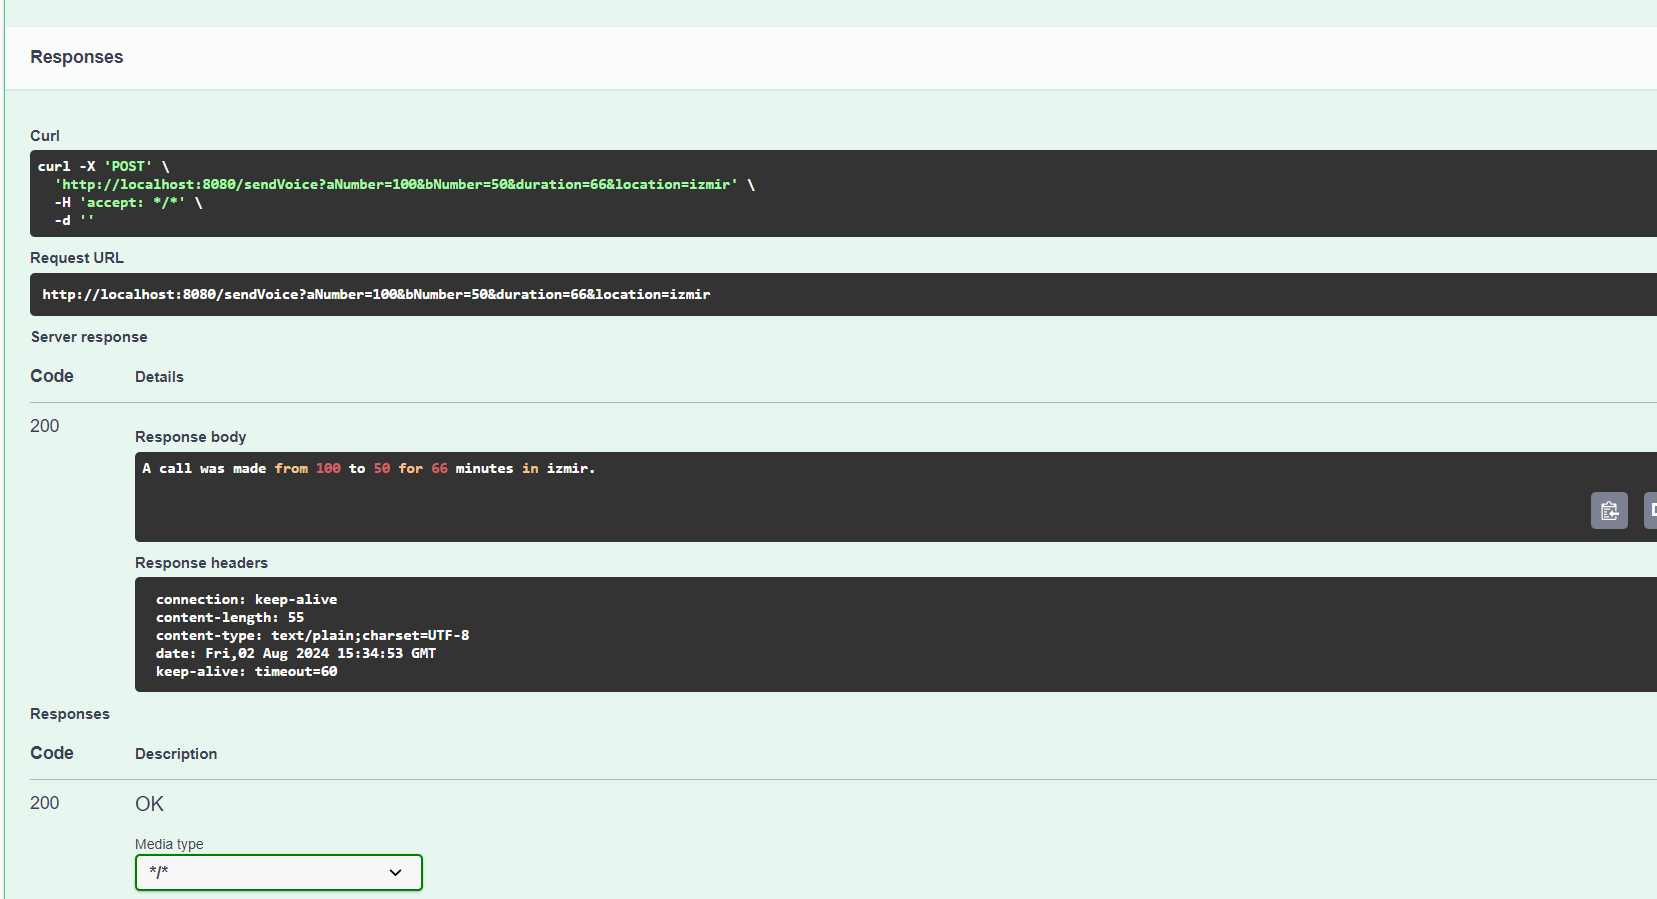 Responses
Curl
curl -X 'POST' \
'http://localhost:8080/sendVoice?aNumber=100&bNumber=50&duration=66&location=izmir' \
-H 'accept: */*' \
-d ''
Request URL
http://localhost:8080/sendVoice?aNumber=100&bNumber=50&duration=66&location=izmir
Server response
Code Details
200
Response body
A call was made from 100 to 50 for 66 minutes in izmir.
Response headers
connection: keep-alive
content-length: 55
content-type: text/plain;charset=UTF-8
date: Fri,02 Aug 2024 15:34:53 GMT
keep-alive: timeout=60
Responses
Code Description
200 OK
Media type
*/*